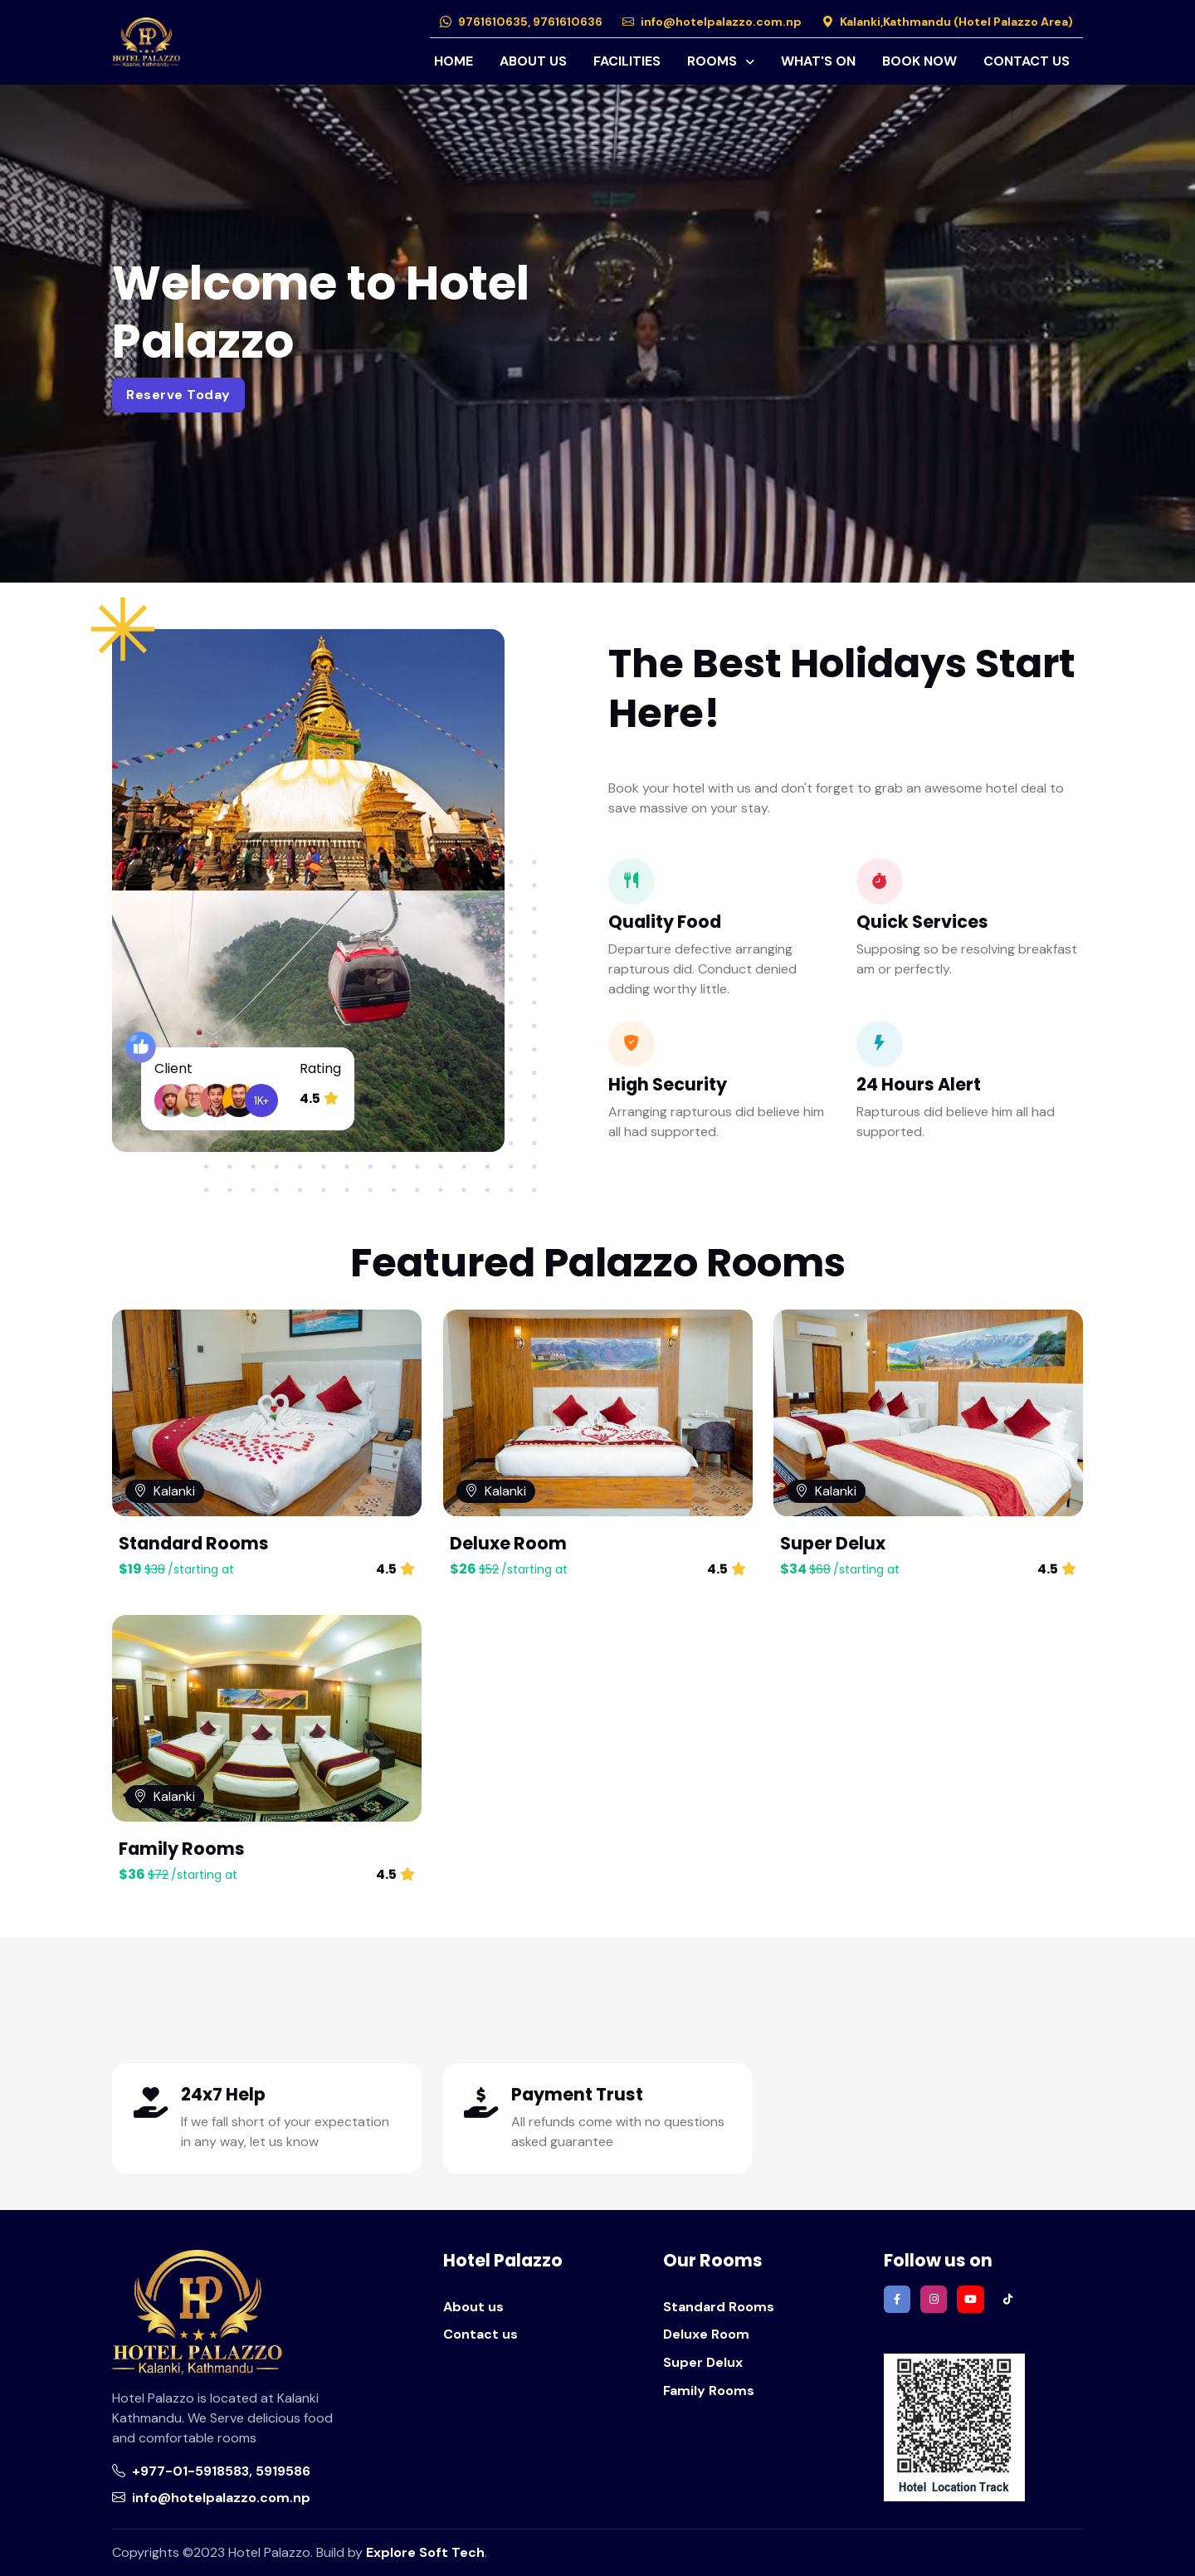 HP
HOTEL PALAZZO
Kalanki, Kathmandu
9761610635, 9761610636 info@hotelpalazzo.com.np Kalanki,Kathmandu (Hotel Palazzo Area)
HOME ABOUT US FACILITIES ROOMS WHAT'S ON BOOK NOW CONTACT US
Welcome to Hotel
Palazzo
Reserve Today
The Best Holidays Start
Here!
Book your hotel with us and don't forget to grab an awesome hotel deal to
save massive on your stay.
Quality Food
Departure defective arranging
rapturous did. Conduct denied
adding worthy little.
Quick Services
Supposing so be resolving breakfast
am or perfectly.
Client
1K+
Rating
4.5
High Security
Arranging rapturous did believe him
all had supported.
24 Hours Alert
Rapturous did believe him all had
supported.
Featured Palazzo Rooms
Kalanki
Standard Rooms
$19 $38 /starting at 4.5
Kalanki
Deluxe Room
$26 $52 /starting at 4.5
Kalanki
Super Delux
$34 $68 /starting at 4.5
Kalanki
Family Rooms
$36 $72 /starting at 4.5
24x7 Help
If we fall short of your expectation
in any way, let us know
Payment Trust
All refunds come with no questions
asked guarantee
HP
HOTEL PALAZZO
Kalanki, Kathmandu
Hotel Palazzo is located at Kalanki
Kathmandu. We Serve delicious food
and comfortable rooms
+977-01-5918583, 5919586
info@hotelpalazzo.com.np
Hotel Palazzo
About us
Contact us
Our Rooms
Standard Rooms
Deluxe Room
Super Delux
Family Rooms
Follow us on
Hotel Location Track
Copyrights ©2023 Hotel Palazzo. Build by Explore Soft Tech.